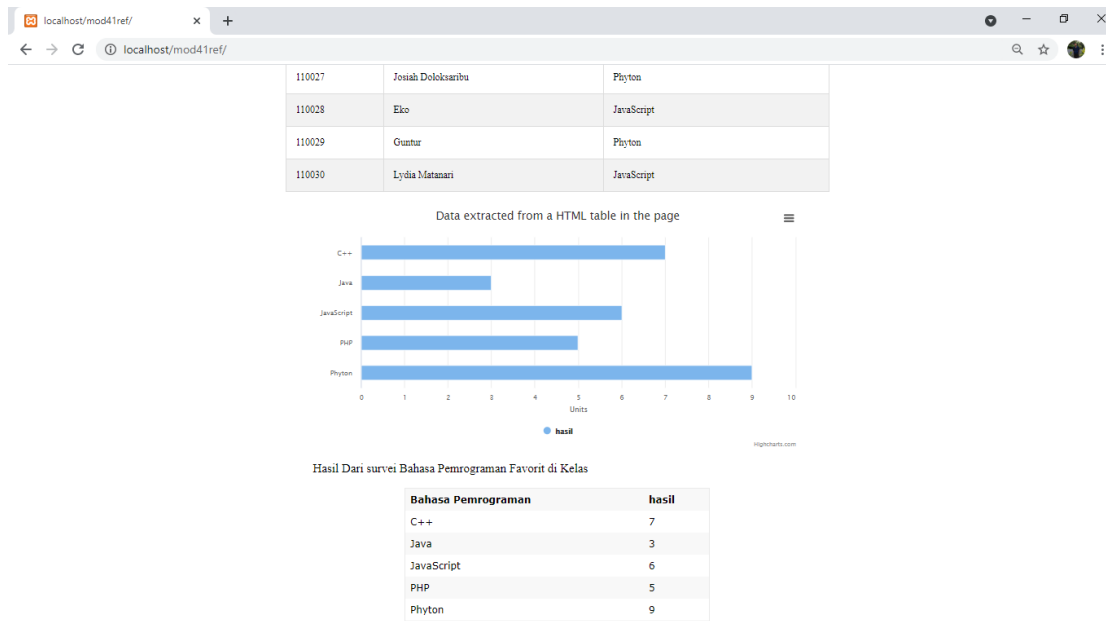 localhost/mod41ref/
localhost/mod41ref/
110027 Josiah Doloksaribu Phyton
110028 Eko JavaScript
110029 Guntur Phyton
110030 Lydia Matanari JavaScript
Data extracted from a HTML table in the page
C++
Java
JavaScript
PHP
Phyton
0 1 2 3 4 5 6 7 8 9 10
Units
hasil
Highcharts.com
Hasil Dari survei Bahasa Pemrograman Favorit di Kelas
Bahasa Pemrograman hasil
C++ 7
Java 3
JavaScript 6
PHP 5
Phyton 9